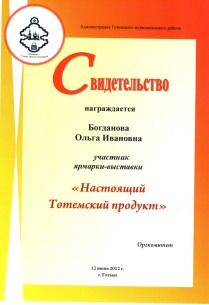 Администрация Тотемского муниципального района
Свидетельство
награждается
Богданова
Ольга Ивановна
участник
ярмарки-выставки
«Настоящий
Тотемский продукт»
Оргкомитет
12 июня 2012 г.
г.Тотьма